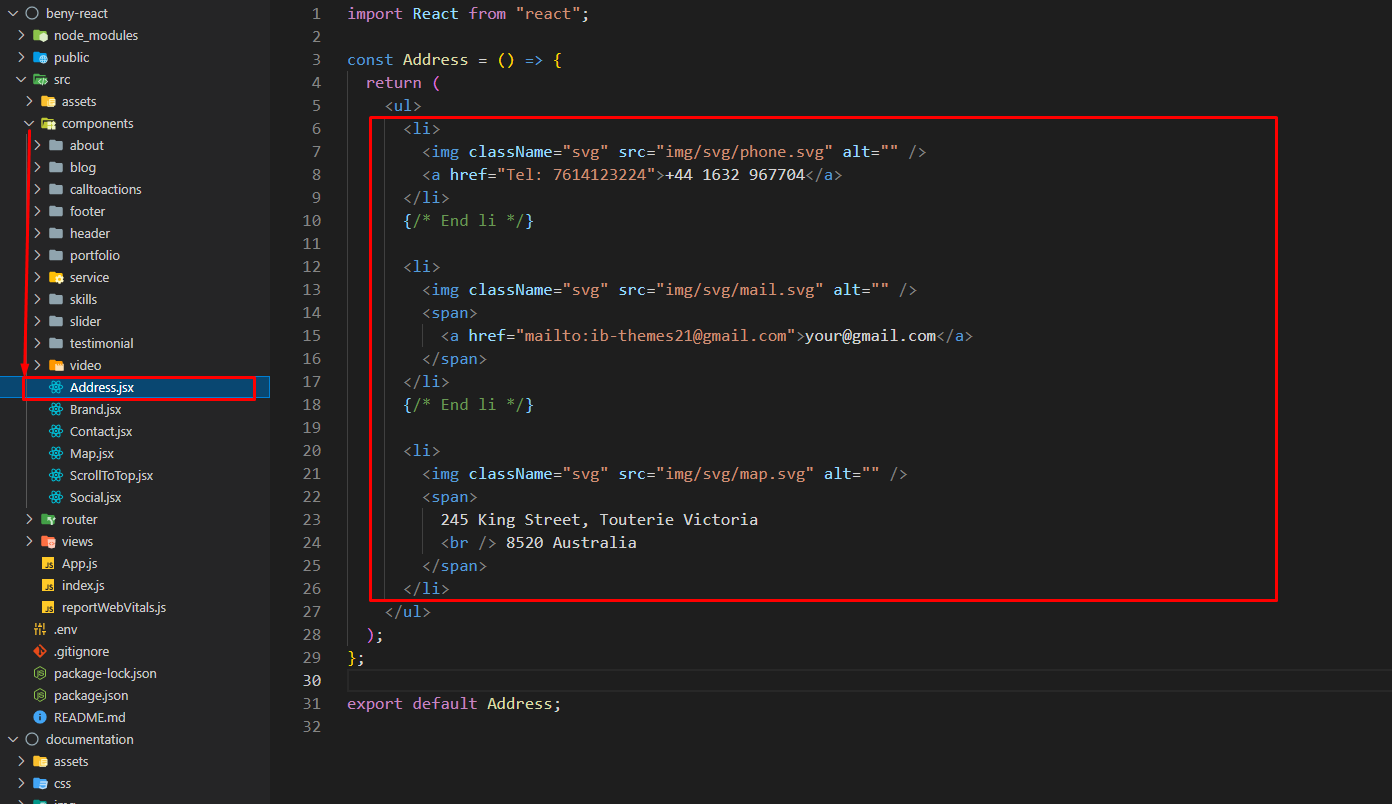 beny-react
node_modules
public
src
assets
components
about
blog
calltoactions
footer
header
portfolio
service
skills
slider
testimonial
video
Address.jsx
Brand.jsx
Contact.jsx
Map.jsx
ScrollToTop.jsx
Social.jsx
router
views
App.js
index.js
reportWebVitals.js
.env
.gitignore
package-lock.json
package.json
README.md
documentation
assets
css
img
1 import React from "react";
2
3 const Address = () => {
4 return (
5 <ul>
6 <li>
7 <img className="svg" src="img/svg/phone.svg" alt="" />
8 <a href="Tel: 7614123224">+44 1632 967704</a>
9 </li>
10 {/* End li */}
11
12 <li>
13 <img className="svg" src="img/svg/mail.svg" alt="" />
14 <span>
15 <a href="mailto:ib-themes21@gmail.com">your@gmail.com</a>
16 </span>
17 </li>
18 {/* End li */}
19
20 <li>
21 <img className="svg" src="img/svg/map.svg" alt="" />
22 <span>
23 245 King Street, Touterie Victoria
24 <br /> 8520 Australia
25 </span>
26 </li>
27 </ul>
28 );
29 };
30
31 export default Address;
32